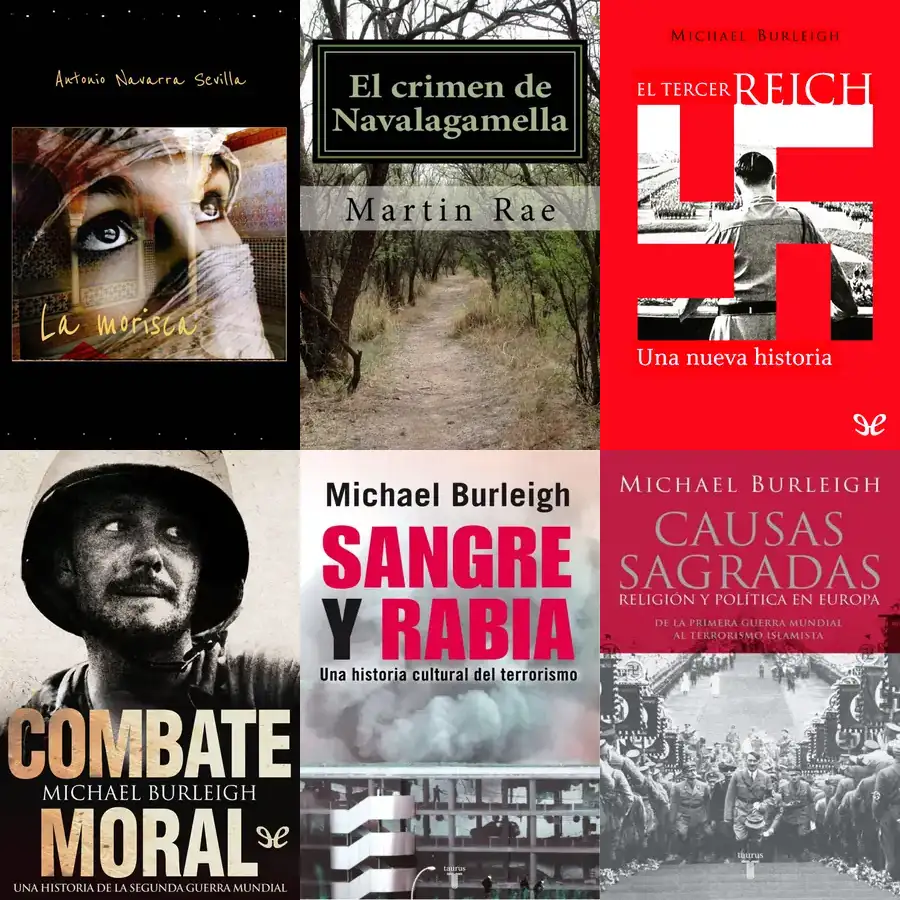 Antonio Navarra Sevilla
La morisca
El crimen de
Navalagamella
Martin Rae
MICHAEL BURLEIGH
EL TERCER REICH
Una nueva historia
COMBATE
MICHAEL BURLEIGH
MORAL
UNA HISTORIA DE LA SEGUNDA GUERRA MUNDIAL
Michael Burleigh
SANGRE
Y RABIA
Una historia cultural del terrorismo
taurus
T
MICHAEL BURLEIGH
CAUSAS
SAGRADAS
RELIGIÓN Y POLÍTICA EN EUROPA
DE LA PRIMERA GUERRA MUNDIAL
AL TERRORISMO ISLAMISTA
taurus
T